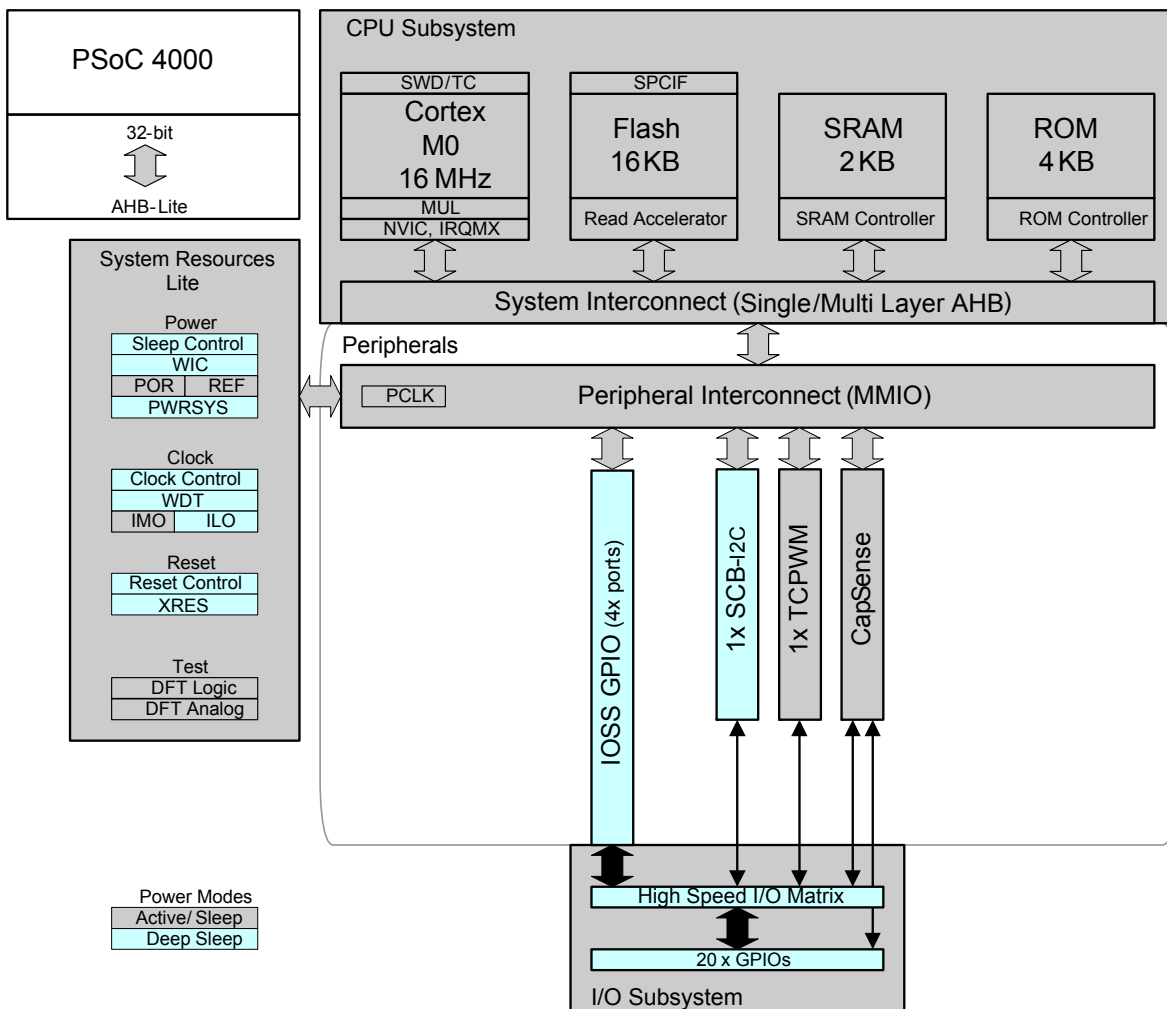 PSoC 4000
32-bit
AHB-Lite
CPU Subsystem
SWD/TC
Cortex
M0
16 MHz
MUL
NVIC, IRQMX
SPCIF
Flash
16 KB
Read Accelerator
SRAM
2 KB
SRAM Controller
ROM
4 KB
ROM Controller
System Interconnect (Single/Multi Layer AHB)
System Resources
Lite
Power
Sleep Control
WIC
POR REF
PWRSYS
Clock
Clock Control
WDT
IMO ILO
Reset
Reset Control
XRES
Test
DFT Logic
DFT Analog
Peripherals
PCLK
Peripheral Interconnect (MMIO)
IOSS GPIO (4x ports)
1x SCB-I2C
1x TCPWM
CapSense
Power Modes
Active/ Sleep
Deep Sleep
High Speed I/O Matrix
20 x GPIOs
I/O Subsystem